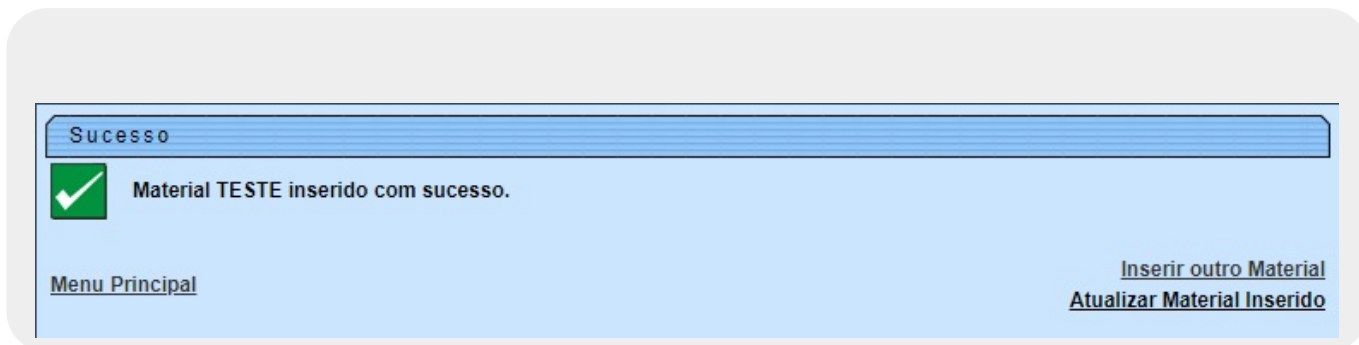 Sucesso
Material TESTE inserido com sucesso.
Inserir outro Material
Menu Principal
Atualizar Material Inserido